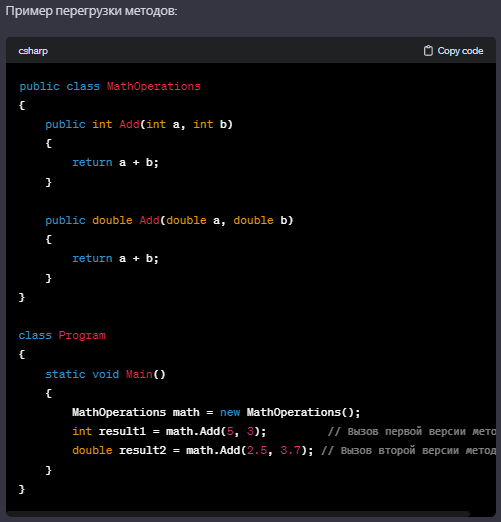 Пример перегрузки методов:
csharp Copy code
public class MathOperations
{
    public int Add(int a, int b)
    {
        return a + b;
    }

    public double Add(double a, double b)
    {
        return a + b;
    }
}

class Program
{
    static void Main()
    {
        MathOperations math = new MathOperations();
        int result1 = math.Add(5, 3);         // Вызов первой версии
        double result2 = math.Add(2.5, 3.7); // Вызов второй версии
    }
}